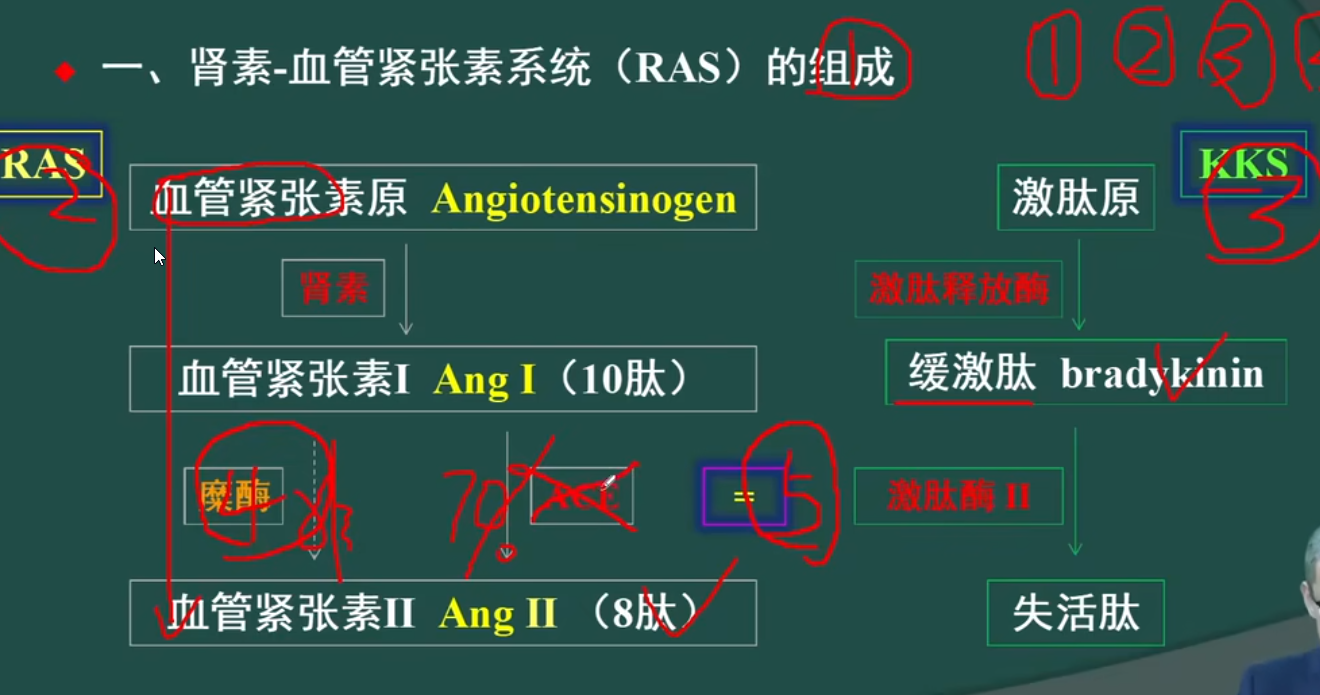 一、肾素-血管紧张素系统（RAS）的组成
1 2 3
RAS
KKS
2
3
血管紧张素原 Angiotensinogen
激肽原
肾素
激肽释放酶
血管紧张素I Ang I（10肽）
缓激肽 bradykinin
糜酶
ACE
=
激肽酶 II
4
70%
5
血管紧张素II Ang II （8肽）
失活肽